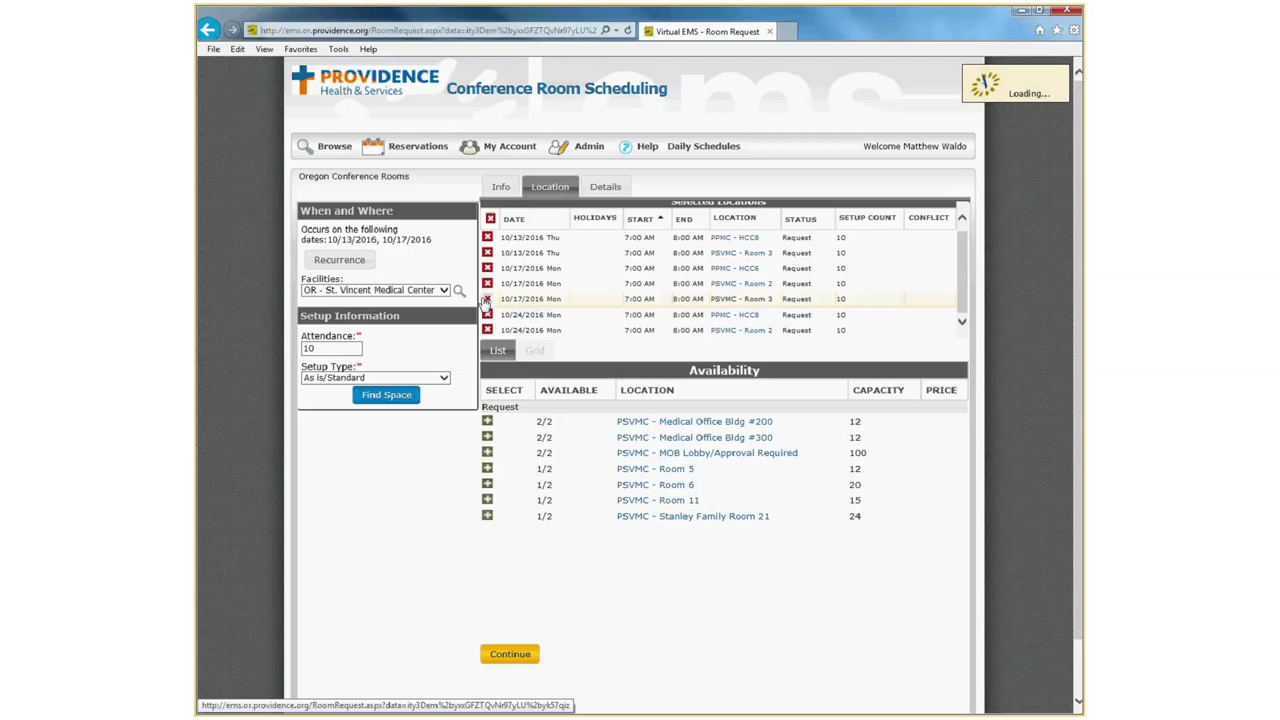 http://ems.or.providence.org/RoomRequest.aspx?data=
Virtual EMS - Room Request
File Edit View Favorites Tools Help
PROVIDENCE
Health & Services
Conference Room Scheduling
Loading...
Browse Reservations My Account Admin Help Daily Schedules Welcome Matthew Waldo
Oregon Conference Rooms
Info Location Details
When and Where
Occurs on the following
dates:10/13/2016, 10/17/2016
Recurrence
Facilities:
OR - St. Vincent Medical Center
Setup Information
Attendance:*
10
Setup Type:*
As is/Standard
Find Space
Selected Locations
DATE HOLIDAYS START END LOCATION STATUS SETUP COUNT CONFLICT
10/13/2016 Thu 7:00 AM 8:00 AM PPMC - HCC8 Request 10
10/13/2016 Thu 7:00 AM 8:00 AM PSVMC - Room 3 Request 10
10/17/2016 Mon 7:00 AM 8:00 AM PPMC - HCC6 Request 10
10/17/2016 Mon 7:00 AM 8:00 AM PSVMC - Room 2 Request 10
10/17/2016 Mon 7:00 AM 8:00 AM PSVMC - Room 3 Request 10
10/24/2016 Mon 7:00 AM 8:00 AM PPMC - HCC8 Request 10
10/24/2016 Mon 7:00 AM 8:00 AM PSVMC - Room 2 Request 10
List Grid
Availability
SELECT AVAILABLE LOCATION CAPACITY PRICE
Request
2/2 PSVMC - Medical Office Bldg #200 12
2/2 PSVMC - Medical Office Bldg #300 12
2/2 PSVMC - MOB Lobby/Approval Required 100
1/2 PSVMC - Room 5 12
1/2 PSVMC - Room 6 20
1/2 PSVMC - Room 11 15
1/2 PSVMC - Stanley Family Room 21 24
Continue
http://ems.or.providence.org/RoomRequest.aspx?data=